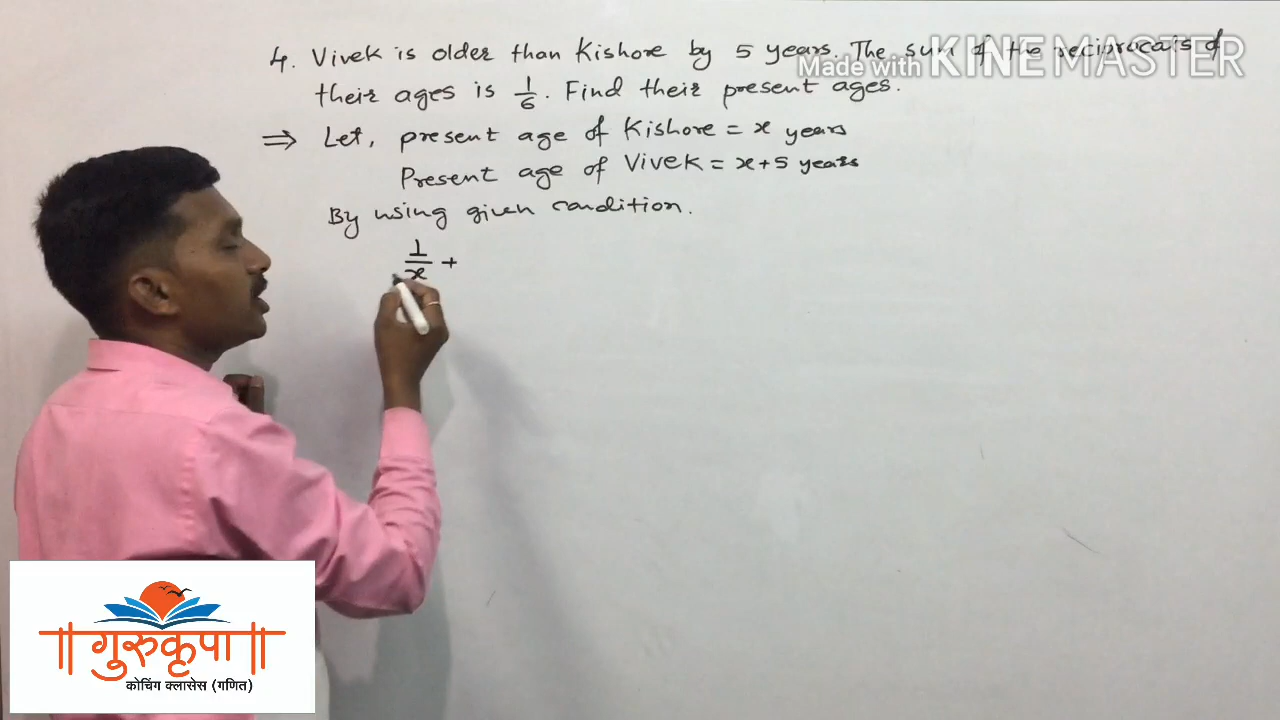 4. Vivek is older than Kishore by 5 years. The sum of the reciprocals of
Made with KINEMASTER
their ages is 1/6. Find their present ages.
⇒ Let, present age of Kishore = x years
Present age of Vivek = x+5 years
By using given condition.
1/x +
॥ गुरुकृपा ॥
कोचिंग क्लासेस (गणित)